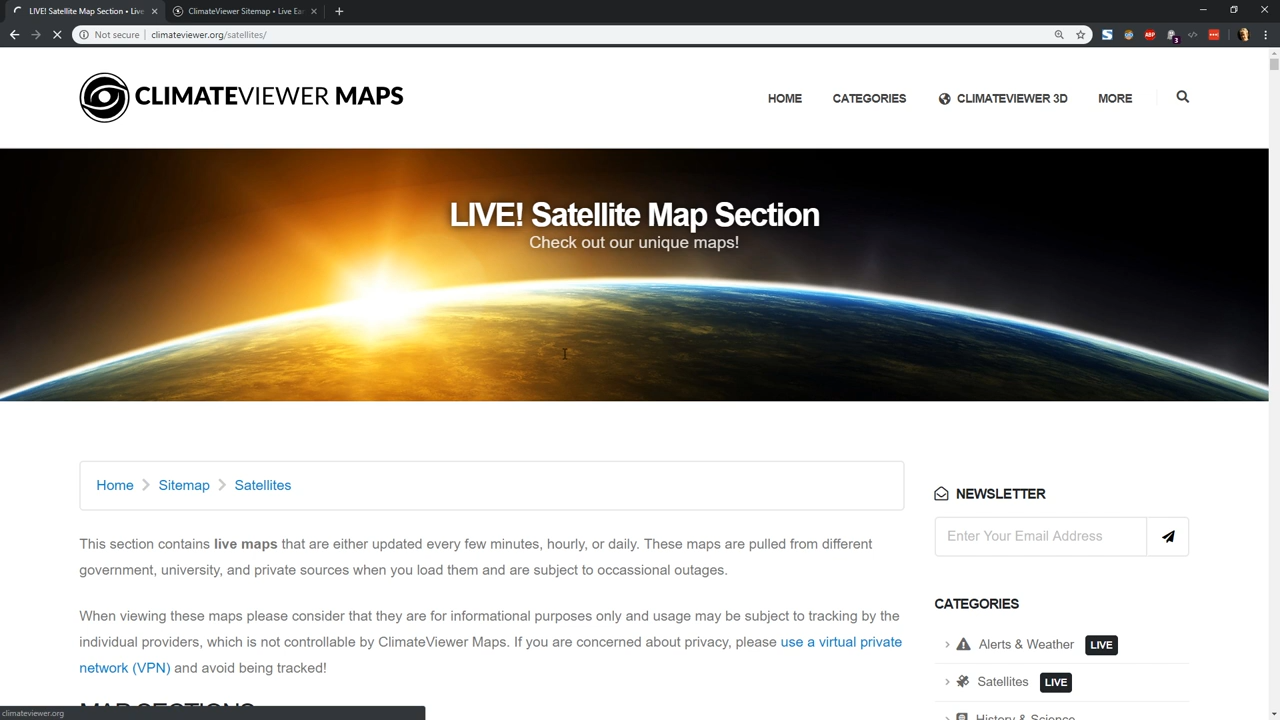 LIVE! Satellite Map Section • Live
ClimateViewer Sitemap • Live Ear
Not secure | climateviewer.org/satellites/
ABP
3
CLIMATEVIEWER MAPS
HOME
CATEGORIES
CLIMATEVIEWER 3D
MORE
LIVE! Satellite Map Section
Check out our unique maps!
Home
Sitemap
Satellites
This section contains live maps that are either updated every few minutes, hourly, or daily. These maps are pulled from different
government, university, and private sources when you load them and are subject to occassional outages.
When viewing these maps please consider that they are for informational purposes only and usage may be subject to tracking by the
individual providers, which is not controllable by ClimateViewer Maps. If you are concerned about privacy, please use a virtual private
network (VPN) and avoid being tracked!
MAP SECTIONS
NEWSLETTER
Enter Your Email Address
CATEGORIES
Alerts & Weather LIVE
Satellites LIVE
History & Science
climateviewer.org